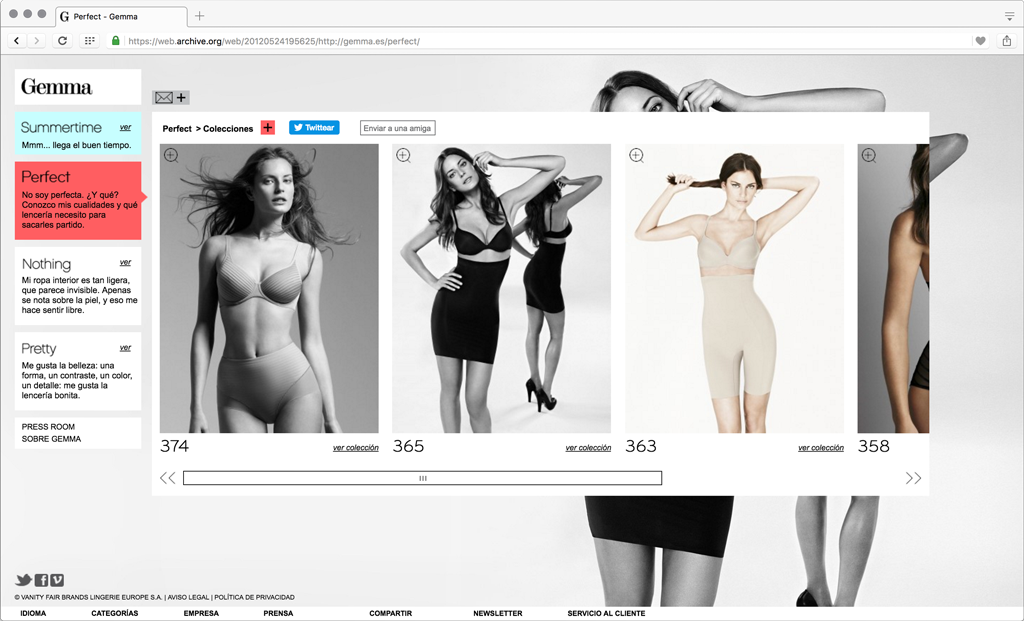 G Perfect - Gemma
https://web.archive.org/web/20120524195625/http://gemma.es/perfect/
Gemma
Summertime ver
Mmm... llega el buen tiempo.
Perfect
No soy perfecta. ¿Y qué?
Conozco mis cualidades y qué
lencería necesito para
sacarles partido.
Nothing ver
Mi ropa interior es tan ligera,
que parece invisible. Apenas
se nota sobre la piel, y eso me
hace sentir libre.
Pretty ver
Me gusta la belleza: una
forma, un contraste, un color,
un detalle: me gusta la
lencería bonita.
PRESS ROOM
SOBRE GEMMA
Perfect > Colecciones + Twittear Enviar a una amiga
374 ver colección
365 ver colección
363 ver colección
358
© VANITY FAIR BRANDS LINGERIE EUROPE S.A. | AVISO LEGAL | POLÍTICA DE PRIVACIDAD
IDIOMA CATEGORÍAS EMPRESA PRENSA COMPARTIR NEWSLETTER SERVICIO AL CLIENTE